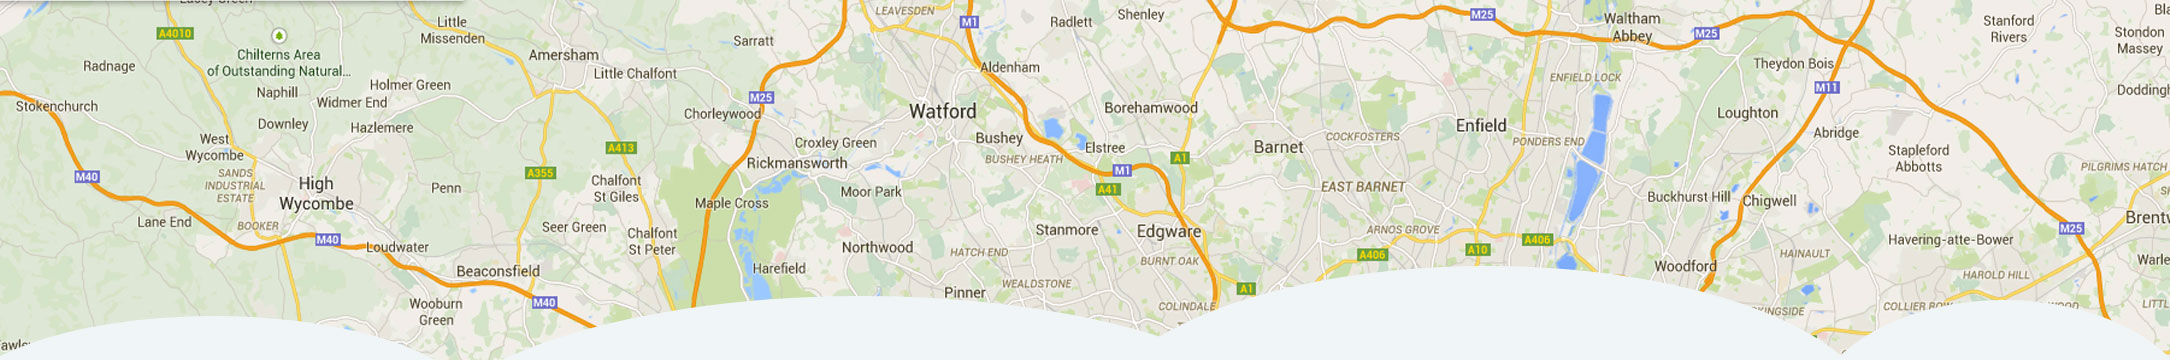 A4010
Chilterns Area
of Outstanding Natural...
Radnage
Naphill
Stokenchurch
Downley
West
Wycombe
SANDS
INDUSTRIAL
ESTATE
High
Wycombe
M40
Lane End
BOOKER
M40
Loudwater
Little
Missenden
Amersham
Little Chalfont
Holmer Green
Widmer End
Hazlemere
Penn
A355
A413
Chalfont
St Giles
Seer Green
Chalfont
St Peter
Beaconsfield
M40
Wooburn
Green
Sarratt
M25
Chorleywood
Croxley Green
Rickmansworth
Maple Cross
Moor Park
Northwood
Harefield
LEAVESDEN
M1
Aldenham
Watford
Bushey
BUSHEY HEATH
Radlett
Shenley
Borehamwood
Elstree
M1
A41
A1
Stanmore
Edgware
HATCH END
BURNT OAK
WEALDSTONE
Pinner
COLINDALE
A1
Barnet
COCKFOSTERS
EAST BARNET
ARNOS GROVE
A406
A10
A406
M25
Enfield
PONDERS END
ENFIELD LOCK
Waltham
Abbey
M25
Theydon Bois
M11
Loughton
Abridge
Buckhurst Hill
Chigwell
Woodford
HAINAULT
Stanford
Rivers
Stondon
Massey
Stapleford
Abbotts
PILGRIMS HATCH
M25
Havering-atte-Bower
HAROLD HILL